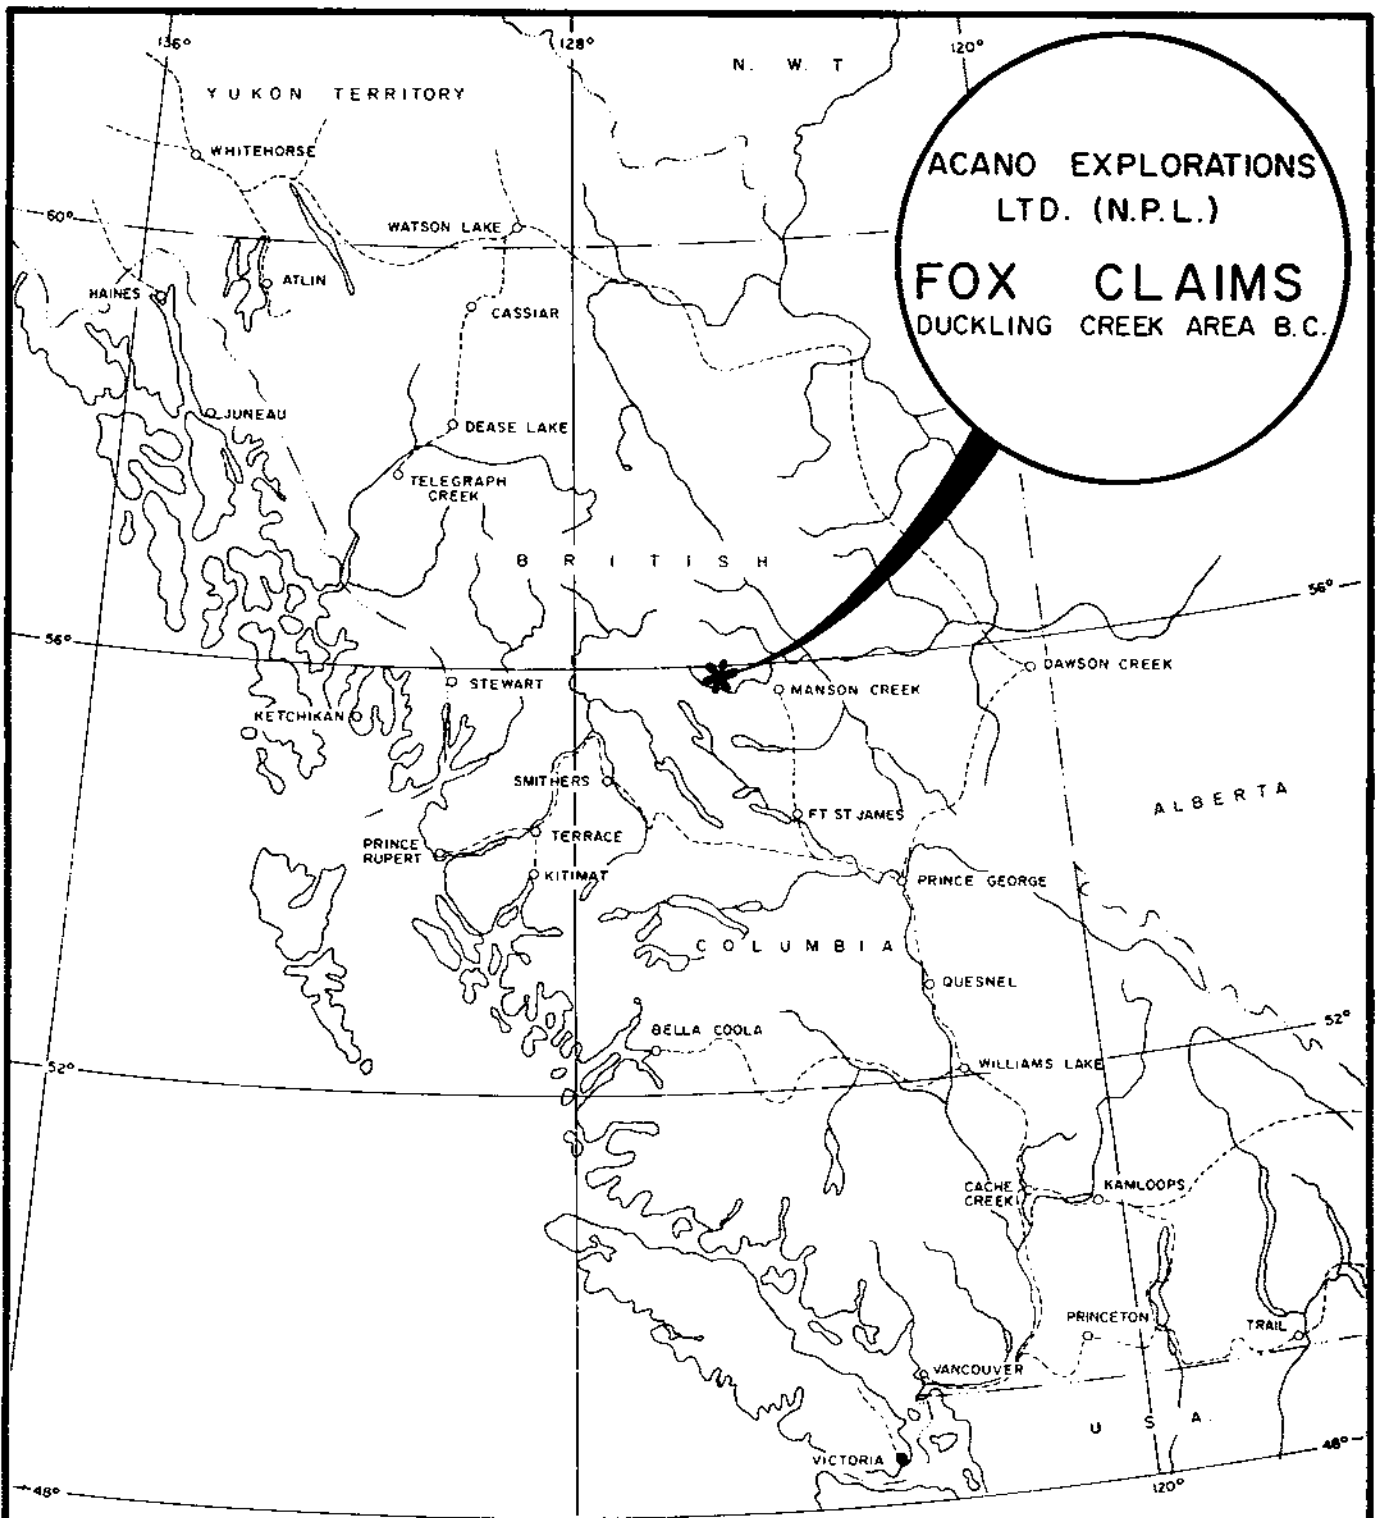 136°
128°
120°
N. W. T
YUKON TERRITORY
WHITEHORSE
ACANO EXPLORATIONS
LTD. (N.P.L.)
FOX CLAIMS
DUCKLING CREEK AREA B.C.
60°
WATSON LAKE
HAINES
ATLIN
CASSIAR
JUNEAU
DEASE LAKE
TELEGRAPH
CREEK
BRITISH
56°
56°
STEWART
MANSON CREEK
DAWSON CREEK
KETCHIKAN
SMITHERS
ALBERTA
FT ST JAMES
TERRACE
PRINCE
RUPERT
KITIMAT
PRINCE GEORGE
COLUMBIA
QUESNEL
BELLA COOLA
52°
52°
WILLIAMS LAKE
CACHE
CREEK
KAMLOOPS
PRINCETON
TRAIL
VANCOUVER
U S A.
VICTORIA
48°
48°
120°